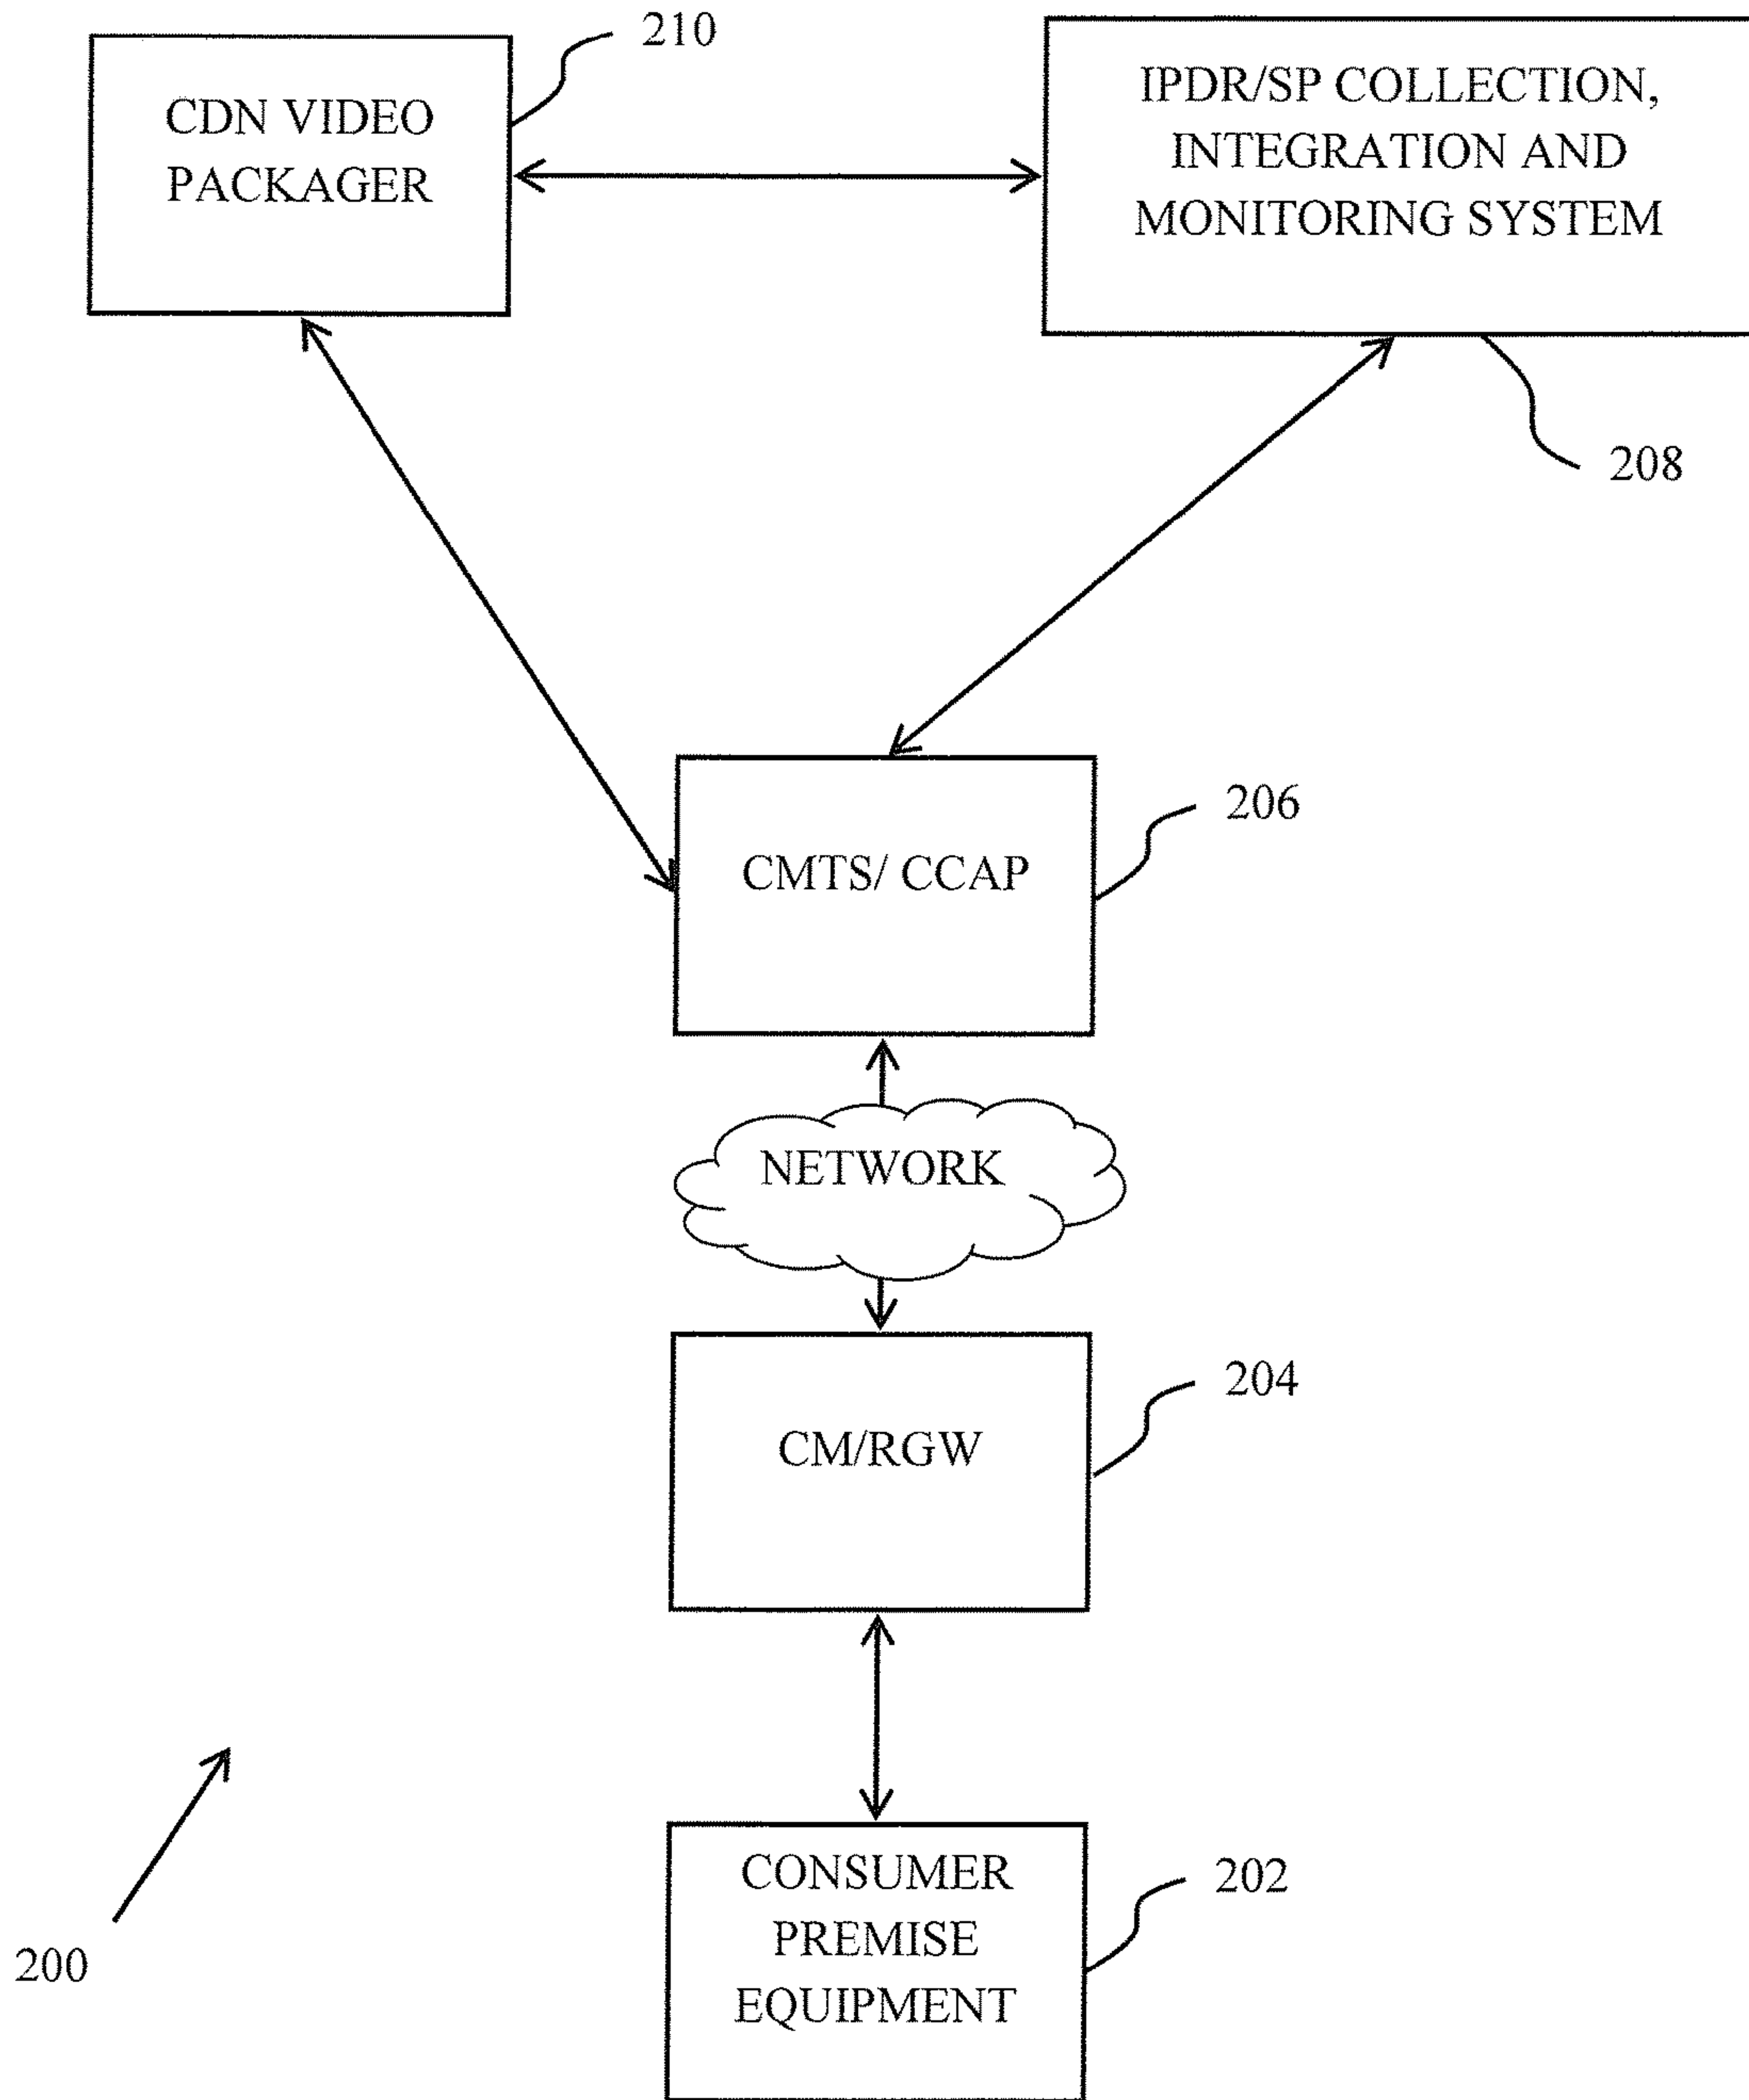 210
CDN VIDEO
PACKAGER
IPDR/SP COLLECTION,
INTEGRATION AND
MONITORING SYSTEM
208
CMTS/ CCAP
206
NETWORK
CM/RGW
204
CONSUMER
PREMISE
EQUIPMENT
202
200